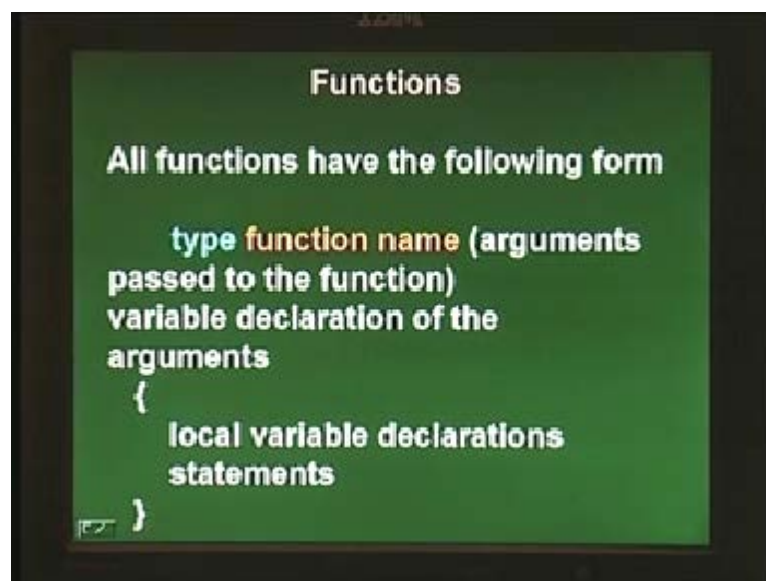 Functions
All functions have the following form
type function name (arguments
passed to the function)
variable declaration of the
arguments
{
local variable declarations
statements
}